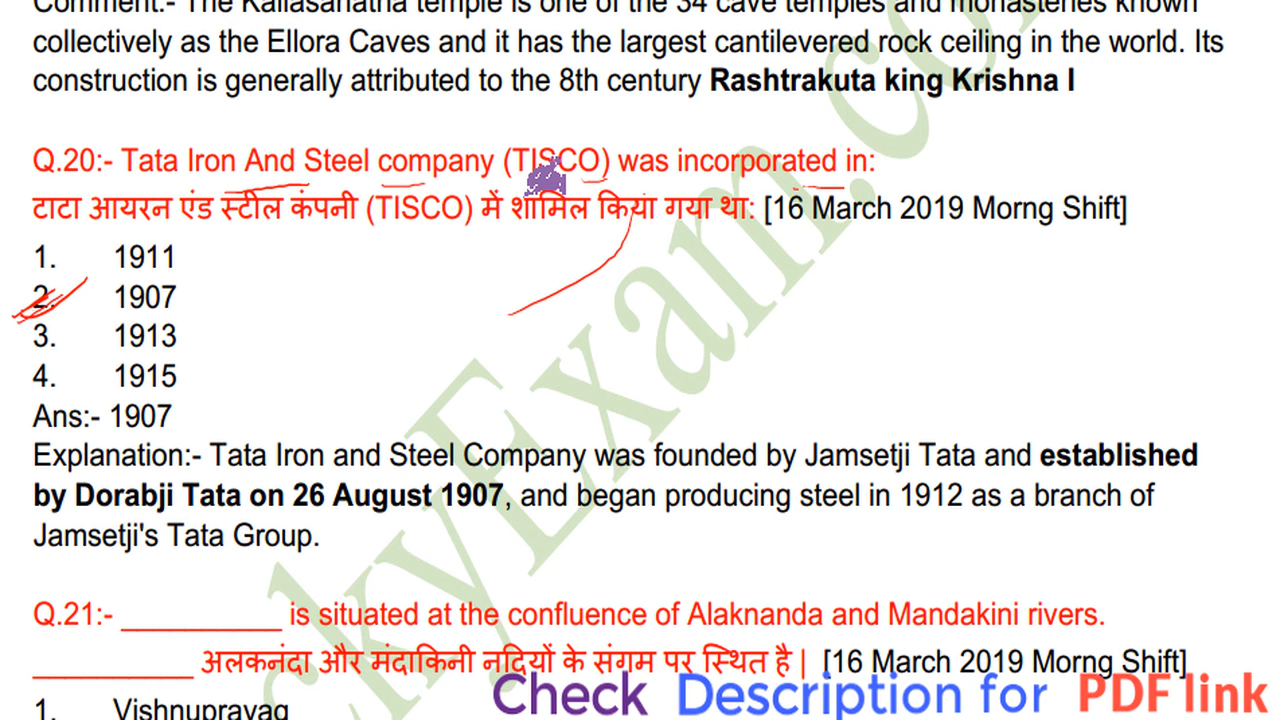 Comment:- The Kailasanatha temple is one of the 34 cave temples and monasteries known
collectively as the Ellora Caves and it has the largest cantilevered rock ceiling in the world. Its
construction is generally attributed to the 8th century Rashtrakuta king Krishna I
Q.20:- Tata Iron And Steel company (TISCO) was incorporated in:
टाटा आयरन एंड स्टील कंपनी (TISCO) में शामिल किया गया था: [16 March 2019 Morng Shift]
1. 1911
2. 1907
3. 1913
4. 1915
Ans:- 1907
Explanation:- Tata Iron and Steel Company was founded by Jamsetji Tata and established
by Dorabji Tata on 26 August 1907, and began producing steel in 1912 as a branch of
Jamsetji's Tata Group.
Q.21:- __________ is situated at the confluence of Alaknanda and Mandakini rivers.
__________ अलकनंदा और मंदाकिनी नदियों के संगम पर स्थित है | [16 March 2019 Morng Shift]
1. Vishnuprayag
Check Description for PDF link
ckyExam.co